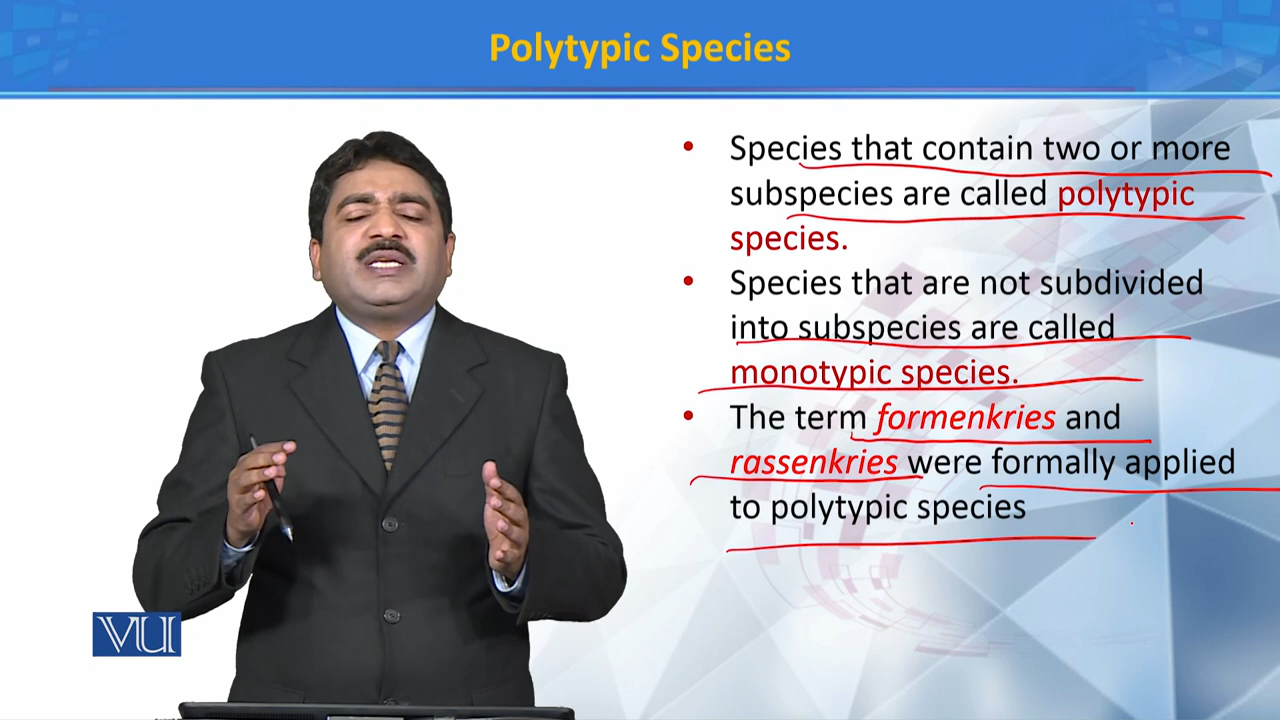 Polytypic Species
• Species that contain two or more
subspecies are called polytypic
species.
• Species that are not subdivided
into subspecies are called
monotypic species.
• The term formenkries and
rassenkries were formally applied
to polytypic species
VU